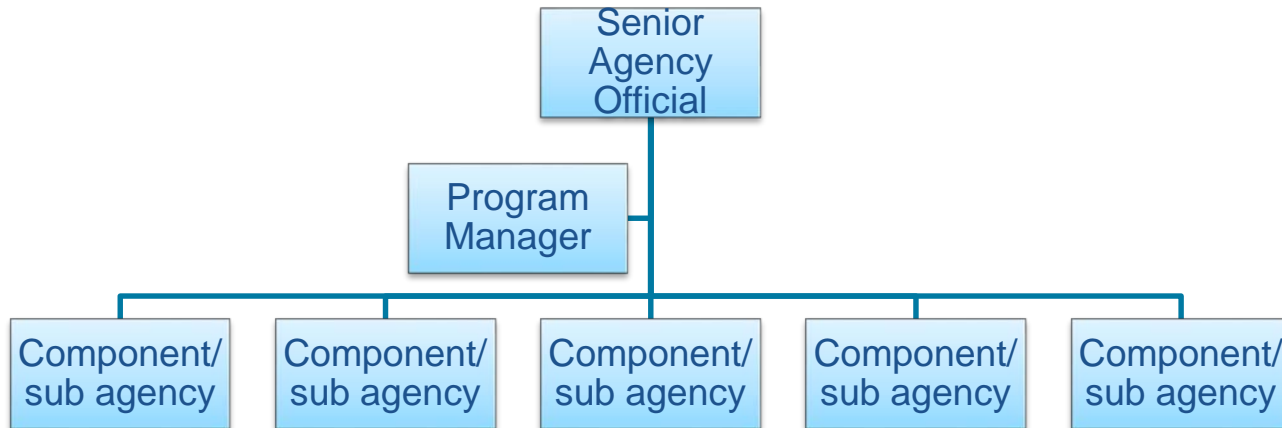 Senior
Agency
Official
Program
Manager
Component/
sub agency
Component/
sub agency
Component/
sub agency
Component/
sub agency
Component/
sub agency